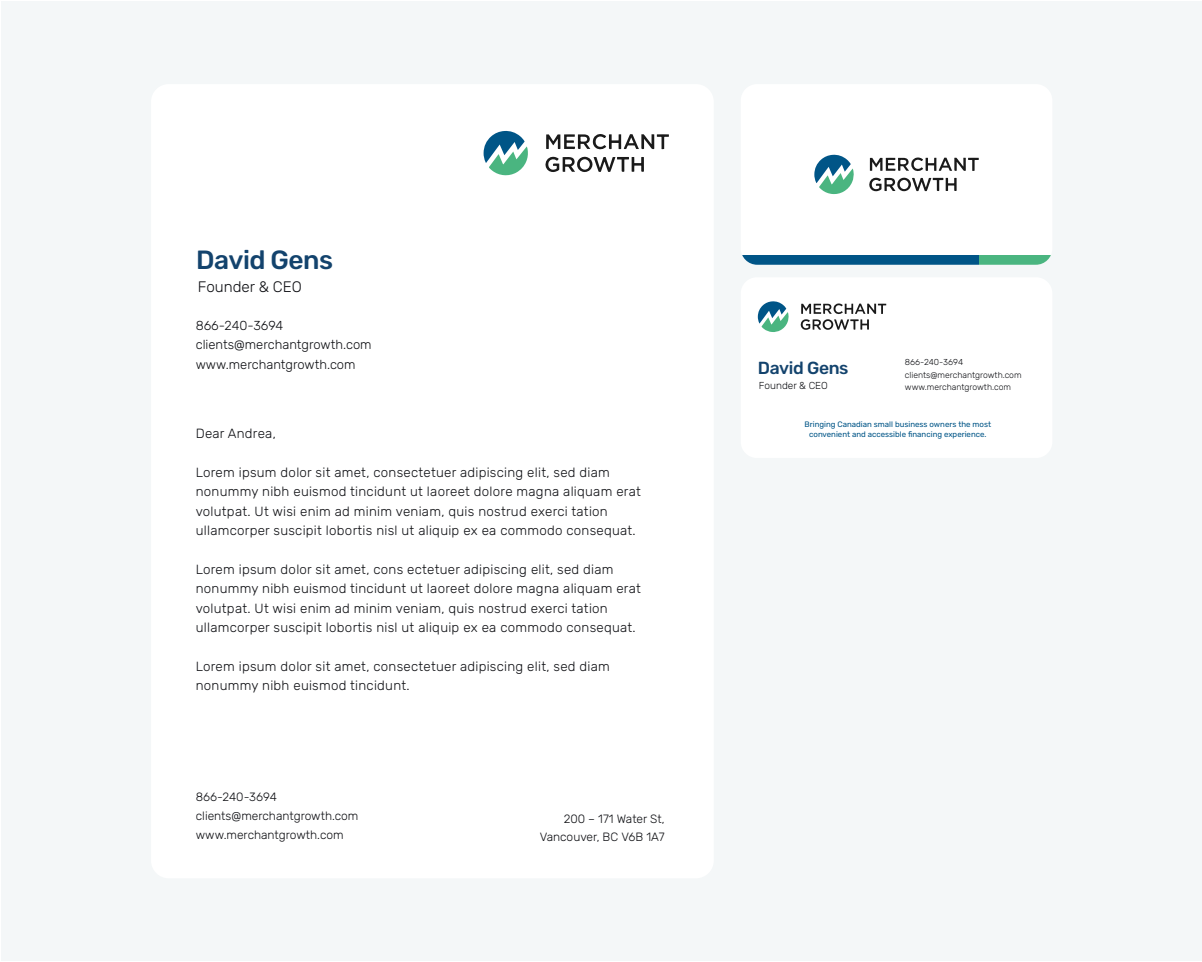 MERCHANT
GROWTH
David Gens
Founder & CEO
866-240-3694
clients@merchantgrowth.com
www.merchantgrowth.com
Dear Andrea,
Lorem ipsum dolor sit amet, consectetuer adipiscing elit, sed diam
nonummy nibh euismod tincidunt ut laoreet dolore magna aliquam erat
volutpat. Ut wisi enim ad minim veniam, quis nostrud exerci tation
ullamcorper suscipit lobortis nisl ut aliquip ex ea commodo consequat.
Lorem ipsum dolor sit amet, cons ectetuer adipiscing elit, sed diam
nonummy nibh euismod tincidunt ut laoreet dolore magna aliquam erat
volutpat. Ut wisi enim ad minim veniam, quis nostrud exerci tation
ullamcorper suscipit lobortis nisl ut aliquip ex ea commodo consequat.
Lorem ipsum dolor sit amet, consectetuer adipiscing elit, sed diam
nonummy nibh euismod tincidunt.
866-240-3694
clients@merchantgrowth.com
www.merchantgrowth.com
200 – 171 Water St,
Vancouver, BC V6B 1A7
MERCHANT
GROWTH
MERCHANT
GROWTH
David Gens
Founder & CEO
866-240-3694
clients@merchantgrowth.com
www.merchantgrowth.com
Bringing Canadian small business owners the most
convenient and accessible financing experience.